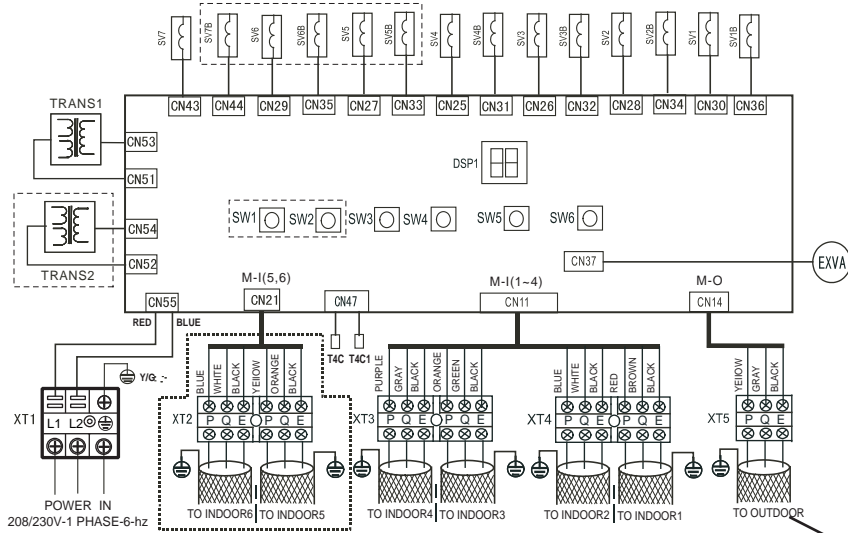 SV7 SV7B SV6 SV6B SV5 SV5B SV4 SV4B SV3 SV3B SV2 SV2B SV1 SV1B
CN43 CN44 CN29 CN35 CN27 CN33 CN25 CN31 CN26 CN32 CN28 CN34 CN30 CN36
TRANS1
CN53
CN51
DSP1
CN54
CN52
TRANS2
SW1 SW2 SW3 SW4 SW5 SW6
CN37
EXVA
M-I(5,6) M-I(1~4) M-O
CN55 CN21 CN47 CN11 CN14
RED BLUE
T4C T4C1
Y/G
BLUE WHITE BLACK YEllOW ORANGE BLACK PURPLE GRAY BLACK ORANGE GREEN BLACK BLUE WHITE BLACK RED BROWN BLACK YEllOW GRAY BLACK
XT1 L1 L2
XT2 P Q E P Q E
XT3 P Q E P Q E
XT4 P Q E P Q E
XT5 P Q E
POWER IN
208/230V-1 PHASE-6-hz
TO INDOOR6 TO INDOOR5 TO INDOOR4 TO INDOOR3 TO INDOOR2 TO INDOOR1 TO OUTDOOR